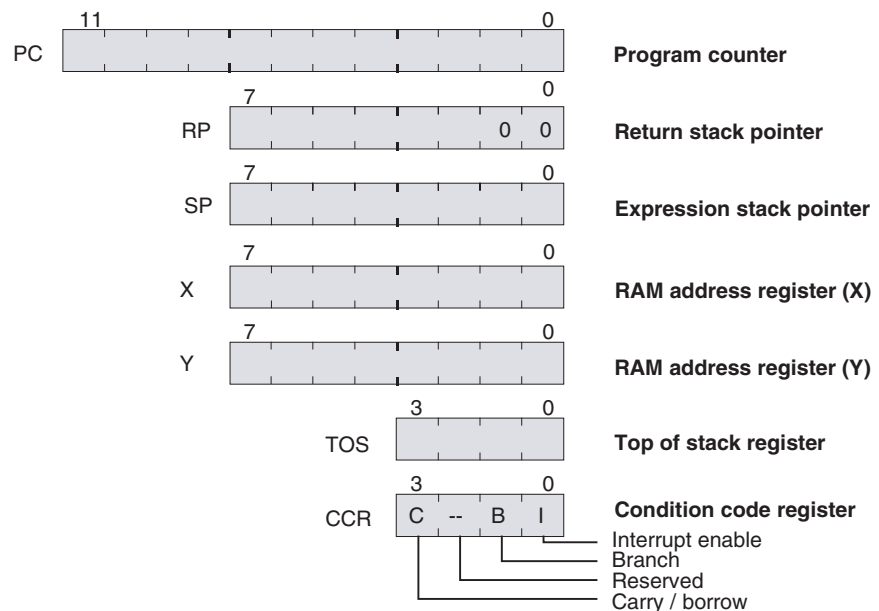 11 0
PC Program counter
7 0
RP 0 0 Return stack pointer
7 0
SP Expression stack pointer
7 0
X RAM address register (X)
7 0
Y RAM address register (Y)
3 0
TOS Top of stack register
3 0
CCR C -- B I Condition code register
Interrupt enable
Branch
Reserved
Carry / borrow